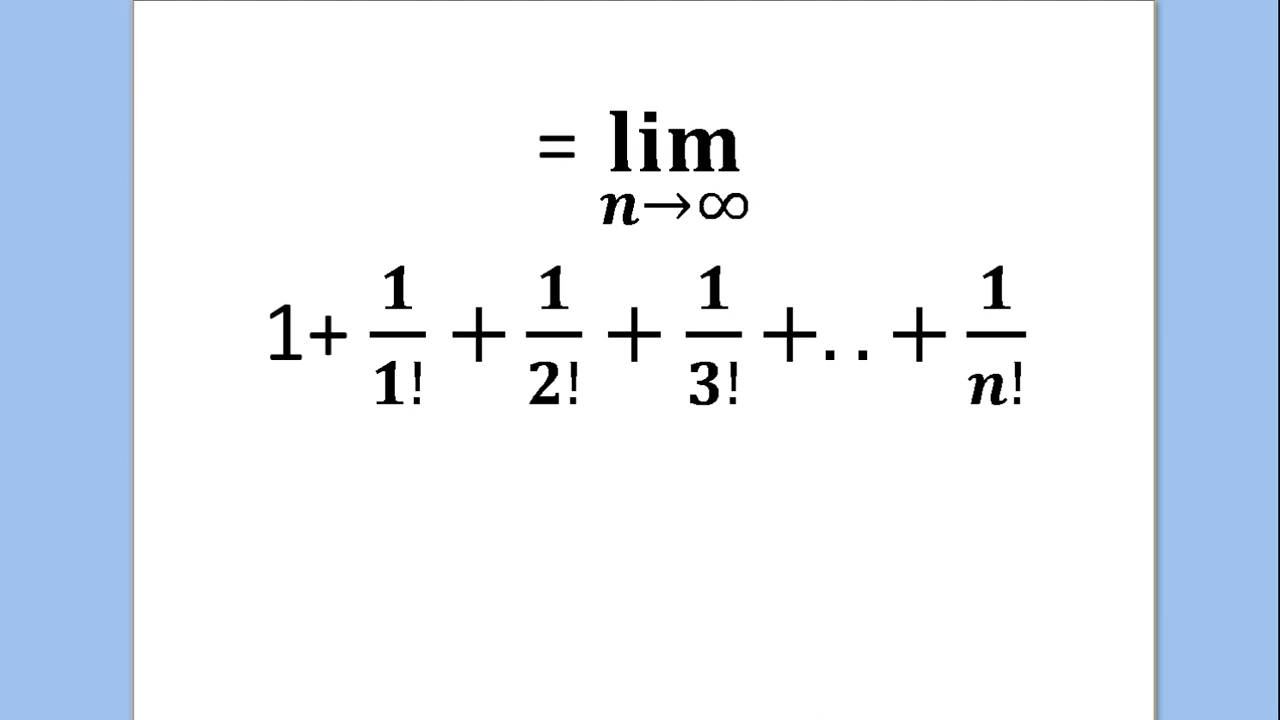 = lim
n→∞
1+ 1/1! + 1/2! + 1/3! +. . + 1/n!